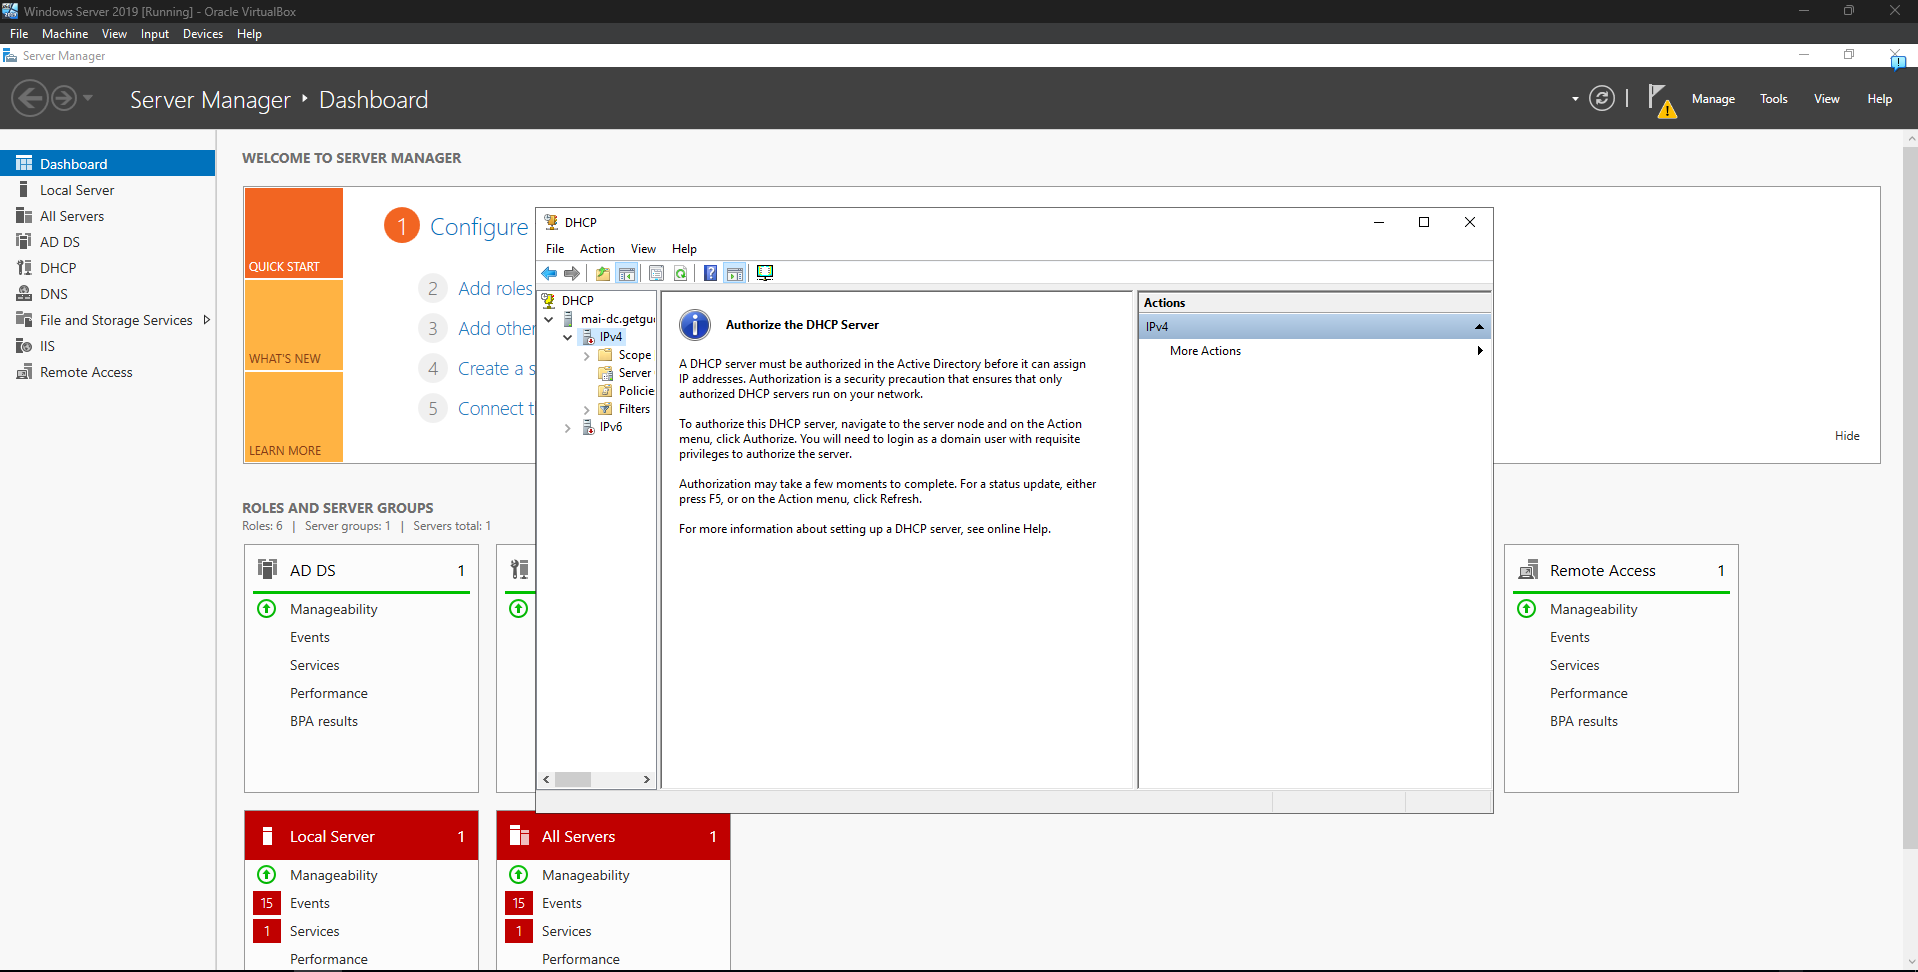 Windows Server 2019 [Running] - Oracle VirtualBox
File Machine View Input Devices Help
Server Manager
Server Manager Dashboard
Manage Tools View Help
Dashboard
Local Server
All Servers
AD DS
DHCP
DNS
File and Storage Services
IIS
Remote Access
WELCOME TO SERVER MANAGER
QUICK START
WHAT'S NEW
LEARN MORE
1 Configure
2 Add roles
3 Add other
4 Create a s
5 Connect t
Hide
DHCP
File Action View Help
DHCP
mai-dc.getgu
IPv4
Scope
Server
Policie
Filters
IPv6
Authorize the DHCP Server
A DHCP server must be authorized in the Active Directory before it can assign
IP addresses. Authorization is a security precaution that ensures that only
authorized DHCP servers run on your network.
To authorize this DHCP server, navigate to the server node and on the Action
menu, click Authorize. You will need to login as a domain user with requisite
privileges to authorize the server.
Authorization may take a few moments to complete. For a status update, either
press F5, or on the Action menu, click Refresh.
For more information about setting up a DHCP server, see online Help.
Actions
IPv4
More Actions
ROLES AND SERVER GROUPS
Roles: 6 | Server groups: 1 | Servers total: 1
AD DS 1
Manageability
Events
Services
Performance
BPA results
Remote Access 1
Manageability
Events
Services
Performance
BPA results
Local Server 1
Manageability
15 Events
1 Services
Performance
All Servers 1
Manageability
15 Events
1 Services
Performance